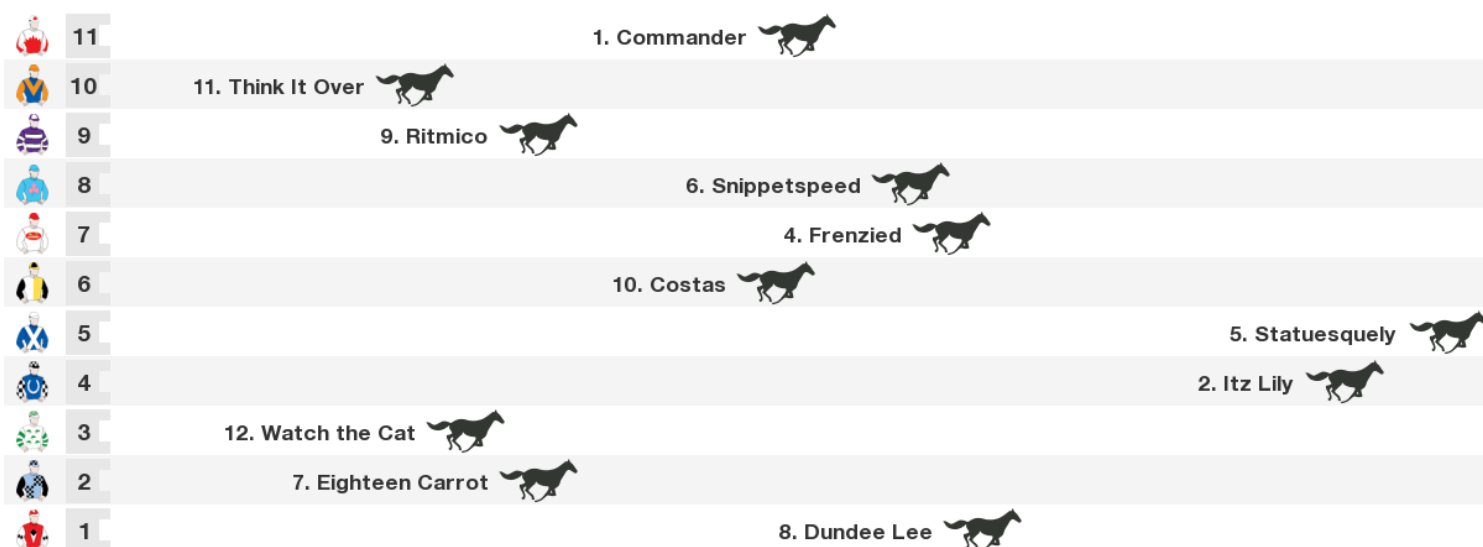 11 1. Commander
10 11. Think It Over
9 9. Ritmico
8 6. Snippetspeed
7 4. Frenzied
6 10. Costas
5 5. Statuesquely
4 2. Itz Lily
3 12. Watch the Cat
2 7. Eighteen Carrot
1 8. Dundee Lee